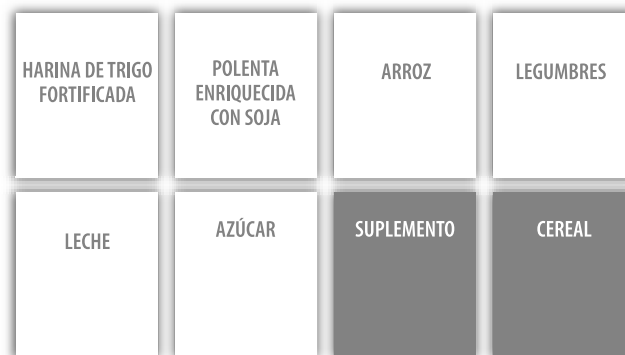 HARINA DE TRIGO
FORTIFICADA
POLENTA
ENRIQUECIDA
CON SOJA
ARROZ
LEGUMBRES
LECHE
AZÚCAR
SUPLEMENTO
CEREAL